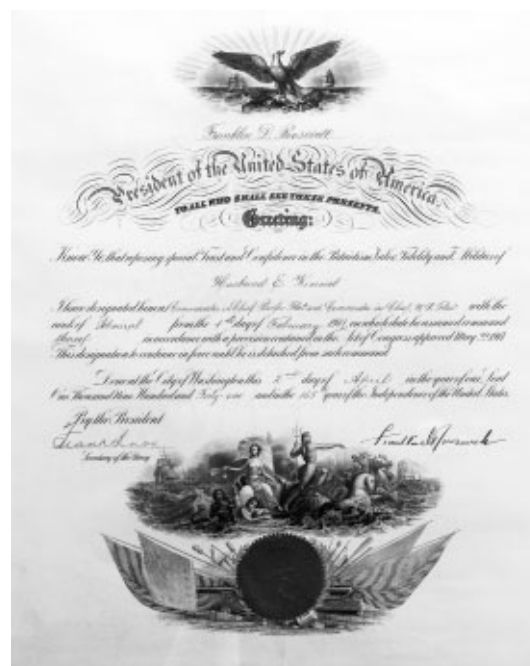 Franklin D. Roosevelt
President of the United States of America.
TO ALL WHO SHALL SEE THESE PRESENTS,
Greeting:
Know Ye, that reposing special Trust and Confidence in the Patriotism, Valor, Fidelity and Abilities of
Husband E. Kimmel
I have designated him as Commander in Chief, Pacific Fleet and Commander in Chief, U.S. Fleet with the
rank of Admiral from the 1st day of February 1941, on which date he assumed command
thereof in accordance with a provision contained in the Act of Congress approved May 22nd 1917.
This designation to continue in force until he is detached from such command.
Done at the City of Washington this 2nd day of April in the year of our Lord
One Thousand Nine Hundred and Forty one and in the 165th year of the Independence of the United States.
By the President
Frank Knox
Franklin D Roosevelt
Secretary of the Navy.